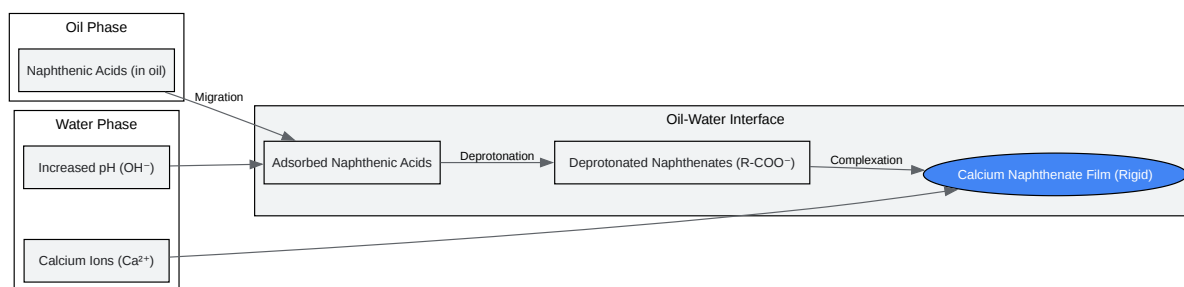 Oil Phase
Naphthenic Acids (in oil)
Migration
Water Phase
Increased pH (OH⁻)
Calcium Ions (Ca²⁺)
Oil-Water Interface
Adsorbed Naphthenic Acids
Deprotonation
Deprotonated Naphthenates (R-COO⁻)
Complexation
Calcium Naphthenate Film (Rigid)